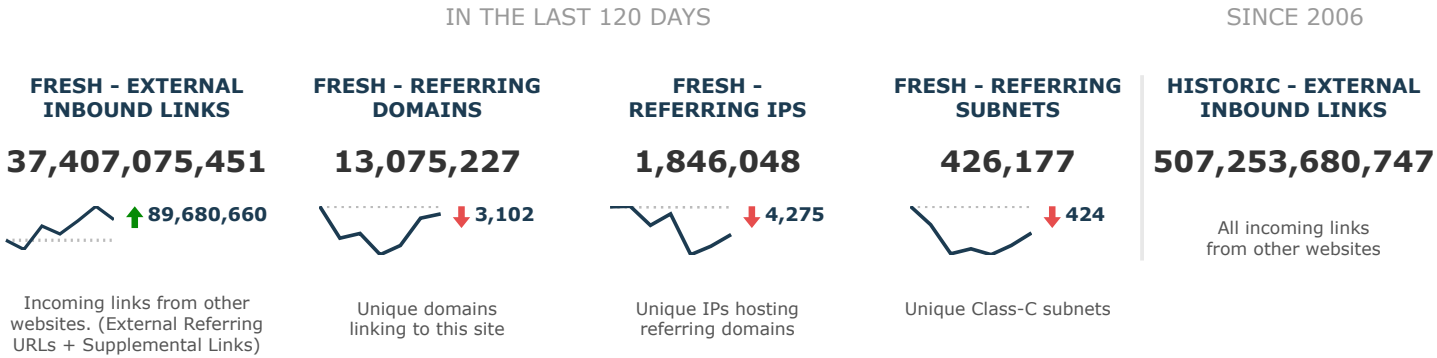 IN THE LAST 120 DAYS
SINCE 2006
FRESH - EXTERNAL
INBOUND LINKS
37,407,075,451
89,680,660
Incoming links from other
websites. (External Referring
URLs + Supplemental Links)
FRESH - REFERRING
DOMAINS
13,075,227
3,102
Unique domains
linking to this site
FRESH -
REFERRING IPS
1,846,048
4,275
Unique IPs hosting
referring domains
FRESH - REFERRING
SUBNETS
426,177
424
Unique Class-C subnets
HISTORIC - EXTERNAL
INBOUND LINKS
507,253,680,747
All incoming links
from other websites